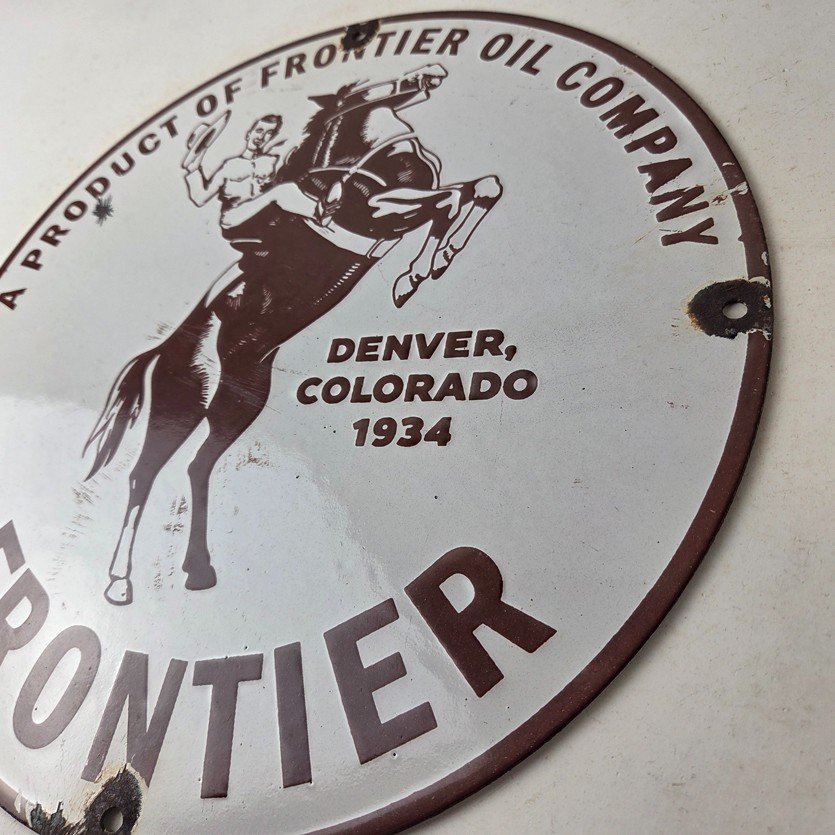 A PRODUCT OF FRONTIER OIL COMPANY
DENVER,
COLORADO
1934
FRONTIER